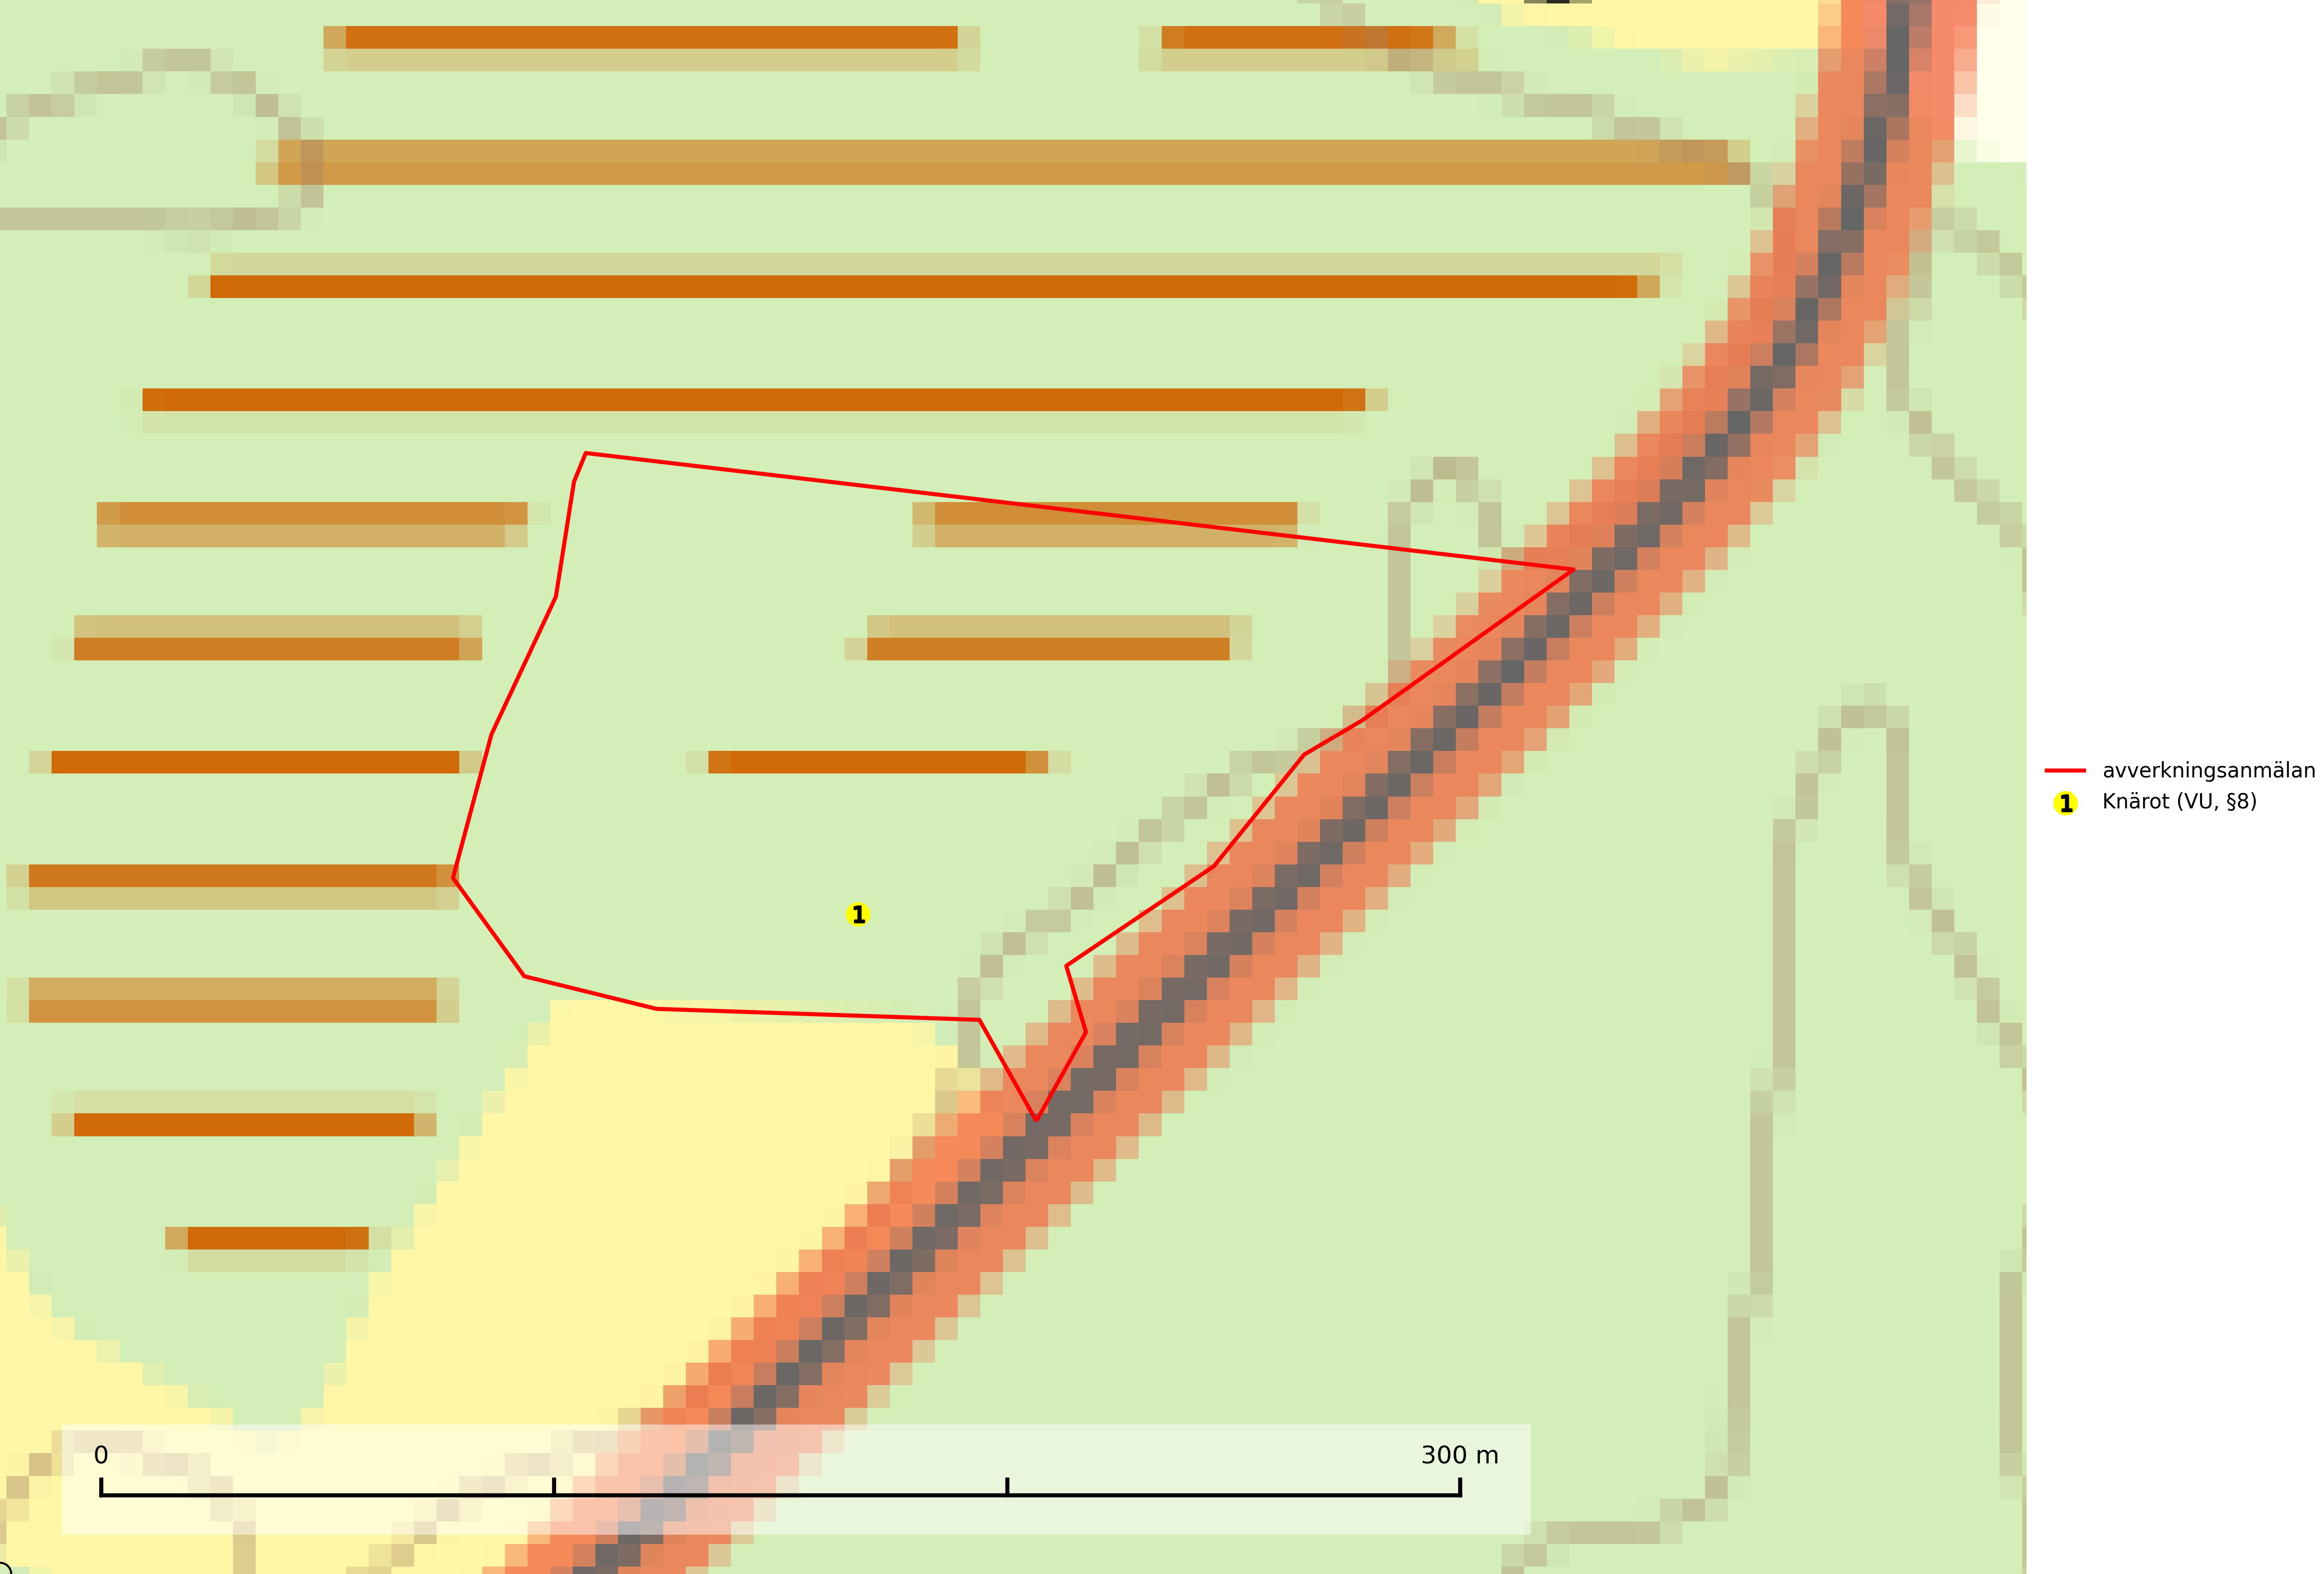 avverkningsanmälan
1 Knärot (VU, §8)
1
0 300 m